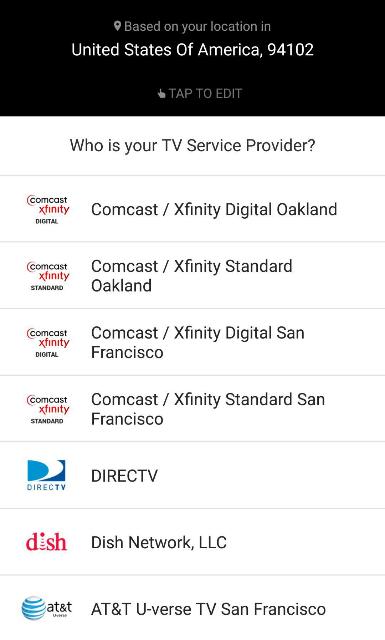 Based on your location in
United States Of America, 94102
TAP TO EDIT
Who is your TV Service Provider?
Comcast
xfinity
DIGITAL
Comcast / Xfinity Digital Oakland
Comcast
xfinity
STANDARD
Comcast / Xfinity Standard
Oakland
Comcast
xfinity
DIGITAL
Comcast / Xfinity Digital San
Francisco
Comcast
xfinity
STANDARD
Comcast / Xfinity Standard San
Francisco
DIRECTV
DIRECTV
dish
Dish Network, LLC
at&t
U-verse
AT&T U-verse TV San Francisco